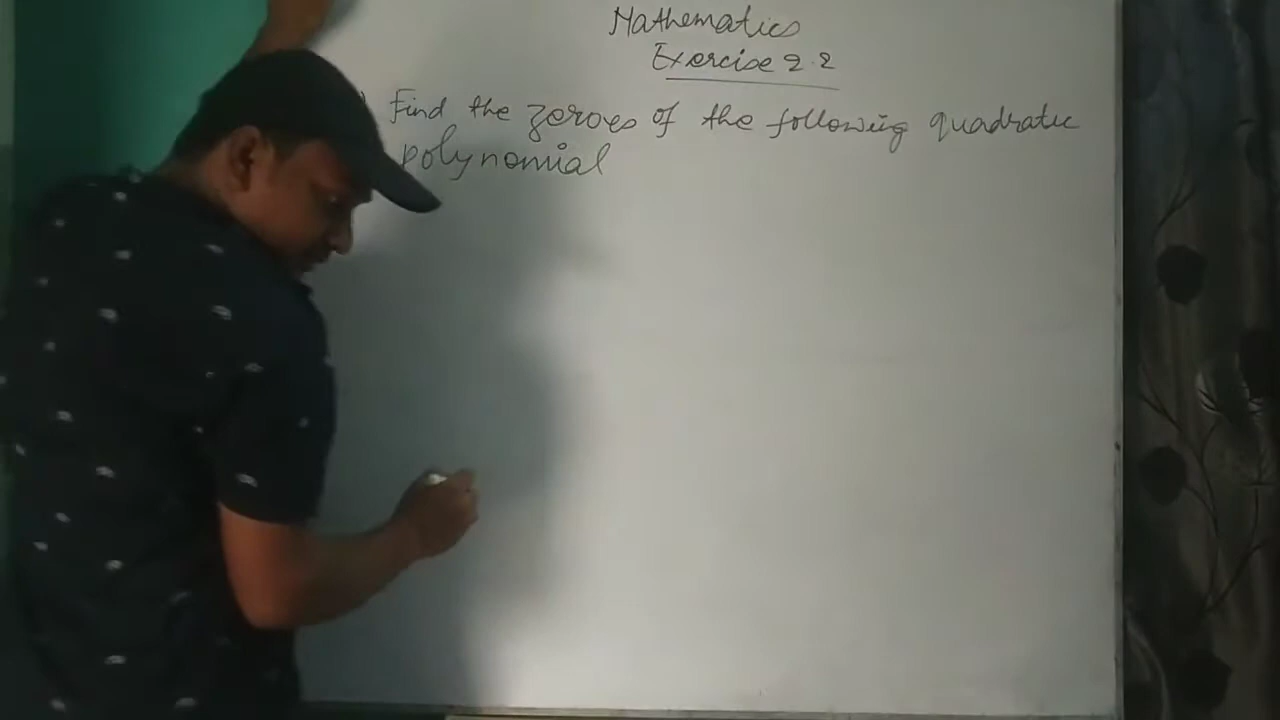 Mathematics
Exercise 2.2
) Find the zeroes of the following quadratic
polynomial